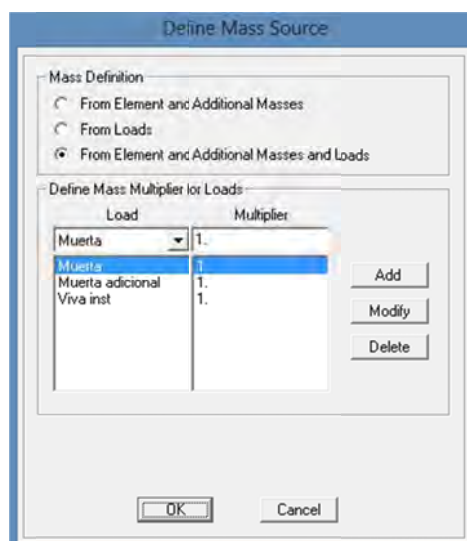 Define Mass Source
Mass Definition
From Element and Additional Masses
From Loads
From Element and Additional Masses and Loads
Define Mass Multiplier for Loads
Load Multiplier
Muerta 1.
Muerta 1.
Muerta adicional 1.
Viva inst 1.
Add
Modify
Delete
OK Cancel